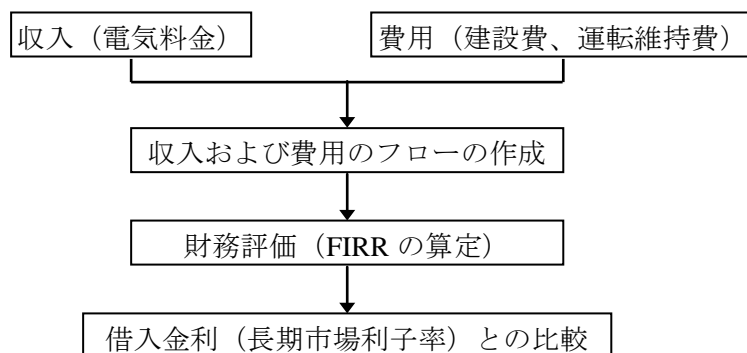 収入（電気料金）
費用（建設費、運転維持費）
収入および費用のフローの作成
財務評価（FIRR の算定）
借入金利（長期市場利子率）との比較